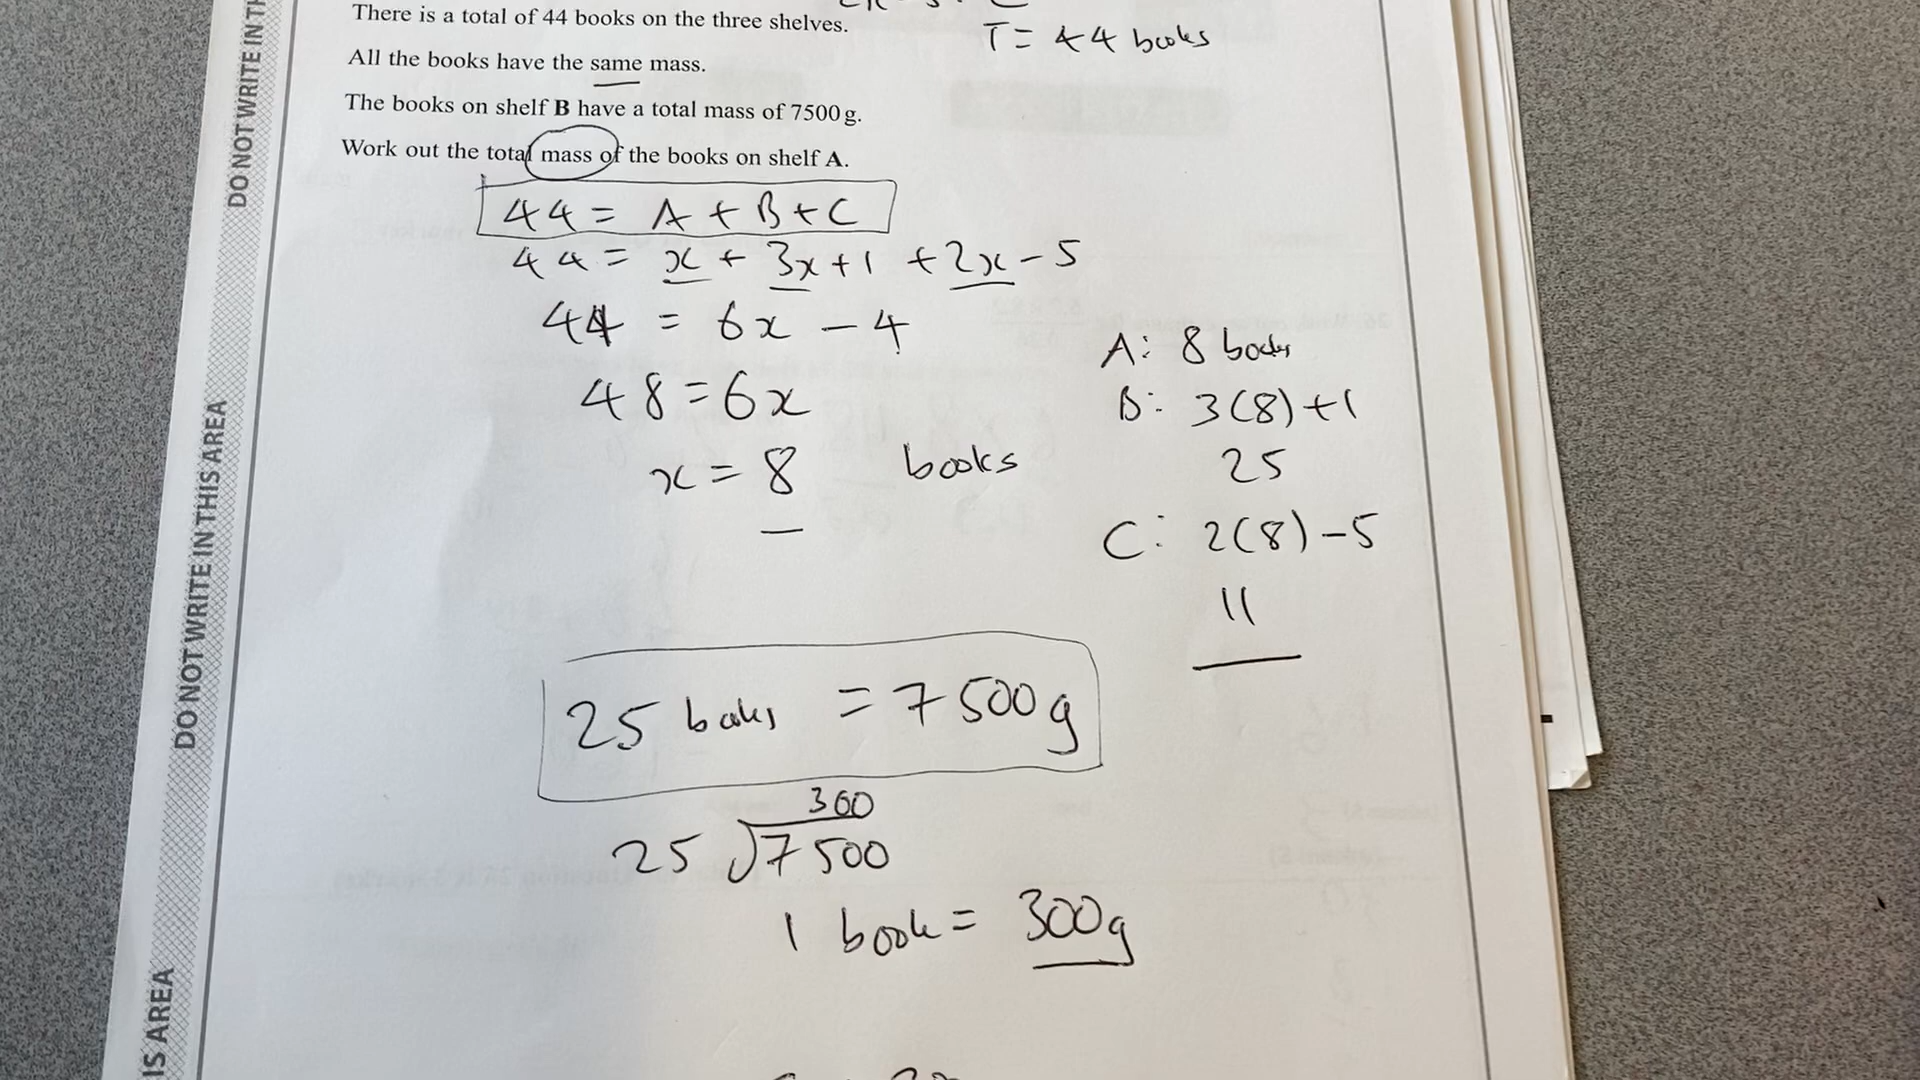 There is a total of 44 books on the three shelves.
T = 44 books
All the books have the same mass.
The books on shelf B have a total mass of 7500 g.
Work out the total mass of the books on shelf A.
44 = A + B + C
44 = x + 3x+1 + 2x - 5
44 = 6x - 4
48 = 6x
x = 8 books
A: 8 books
B: 3(8)+1
25
C: 2(8)-5
11
25 books = 7500g
300
25 √7500
1 book = 300g
DO NOT WRITE IN TH
DO NOT WRITE IN THIS AREA
IS AREA